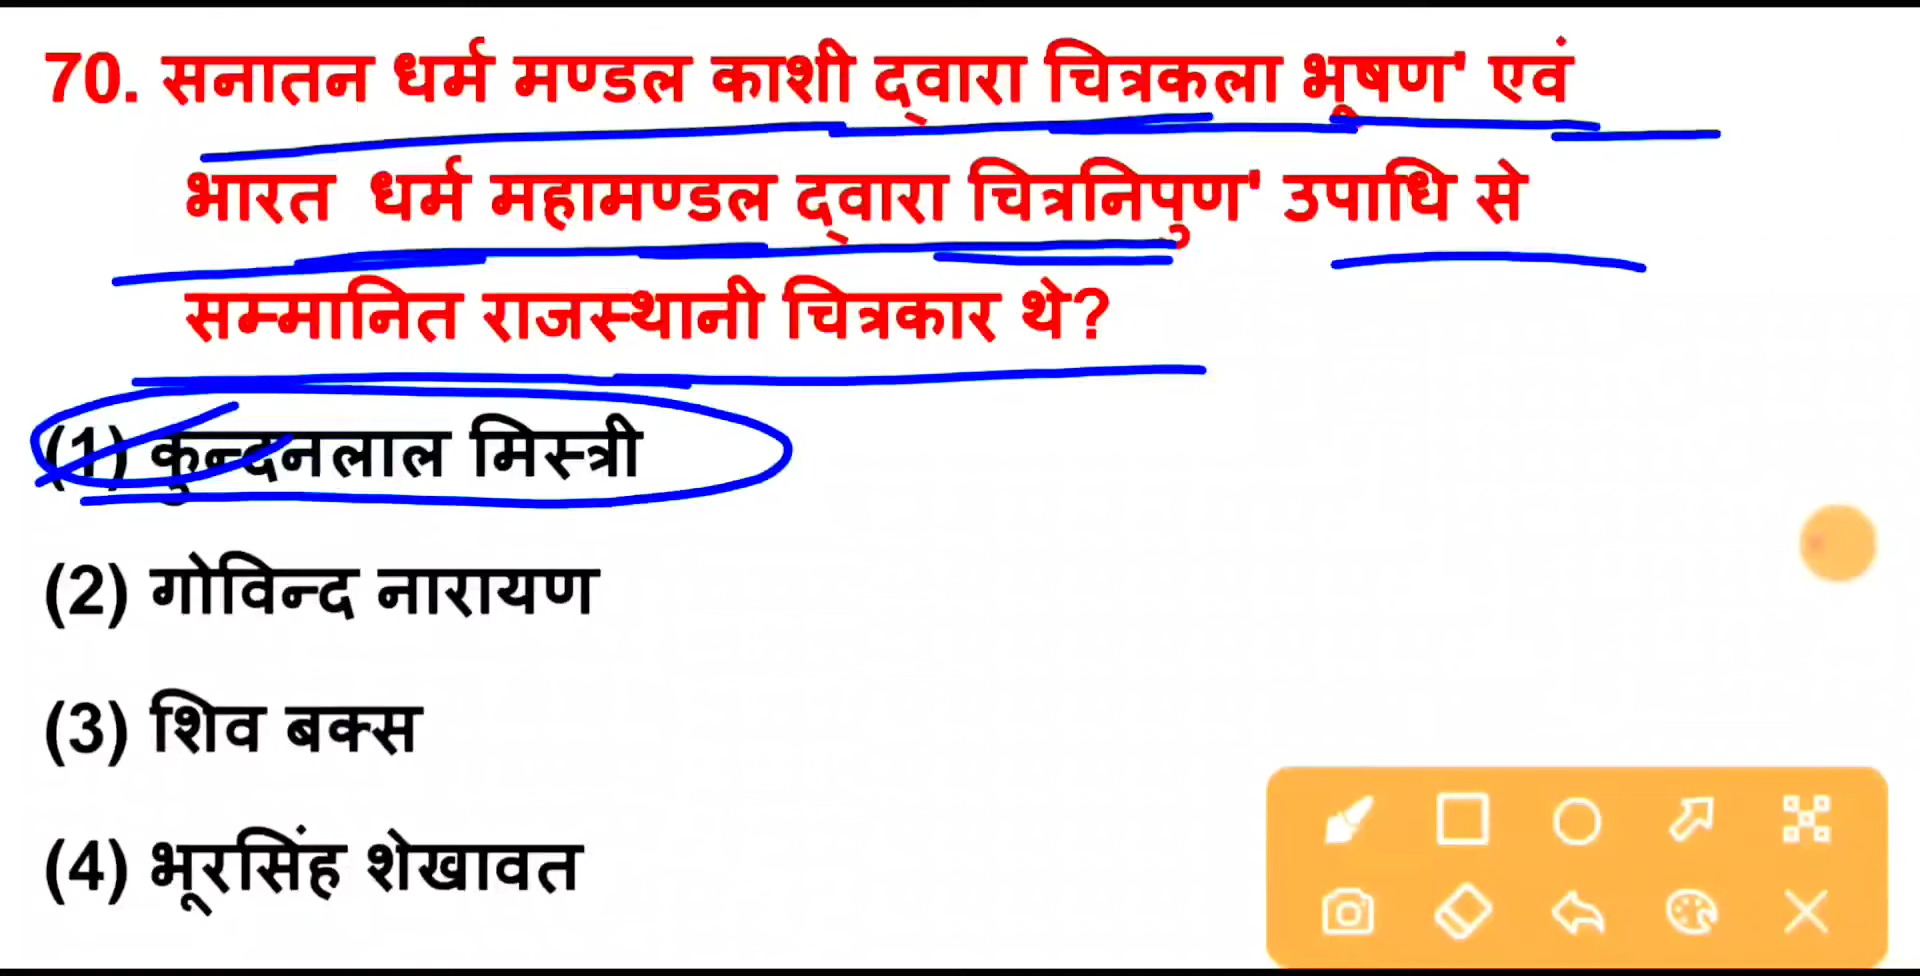 70. सनातन धर्म मण्डल काशी द्वारा चित्रकला भूषण' एवं
भारत धर्म महामण्डल द्वारा चित्रनिपुण' उपाधि से
सम्मानित राजस्थानी चित्रकार थे?
(1) कुन्दनलाल मिस्त्री
(2) गोविन्द नारायण
(3) शिव बक्स
(4) भूरसिंह शेखावत